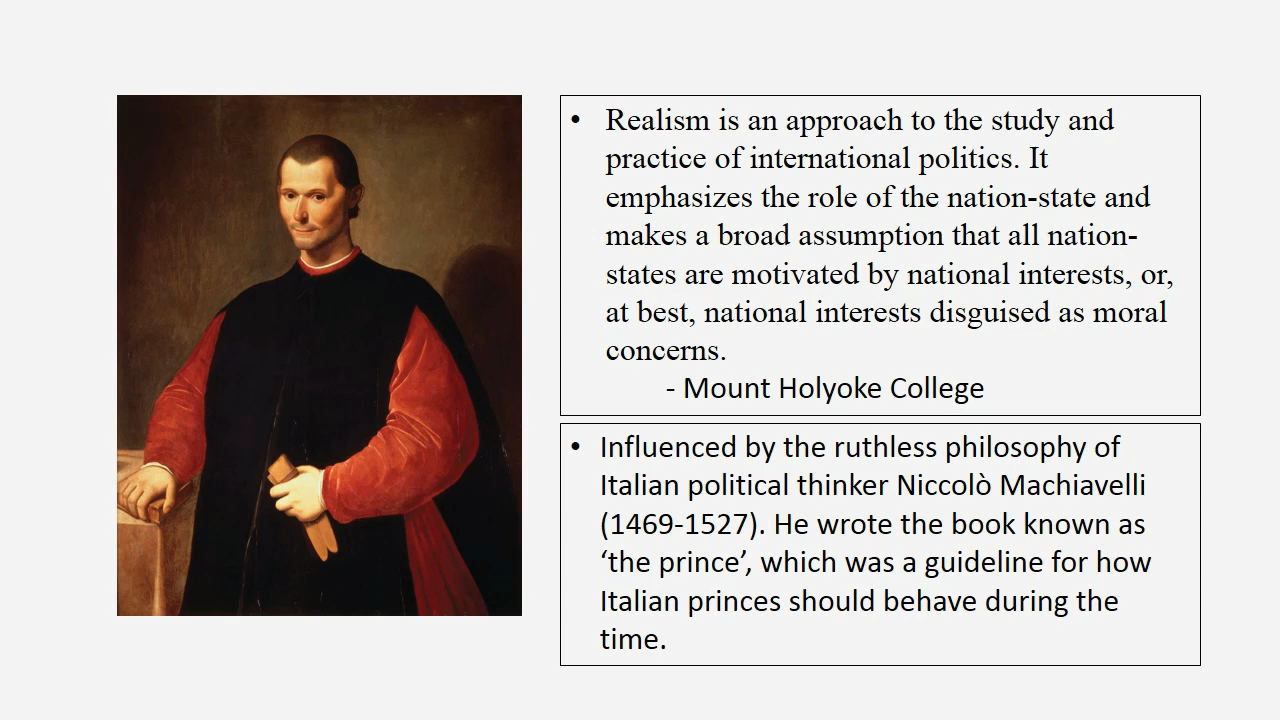 • Realism is an approach to the study and
practice of international politics. It
emphasizes the role of the nation-state and
makes a broad assumption that all nation-
states are motivated by national interests, or,
at best, national interests disguised as moral
concerns.
- Mount Holyoke College
• Influenced by the ruthless philosophy of
Italian political thinker Niccolò Machiavelli
(1469-1527). He wrote the book known as
‘the prince’, which was a guideline for how
Italian princes should behave during the
time.